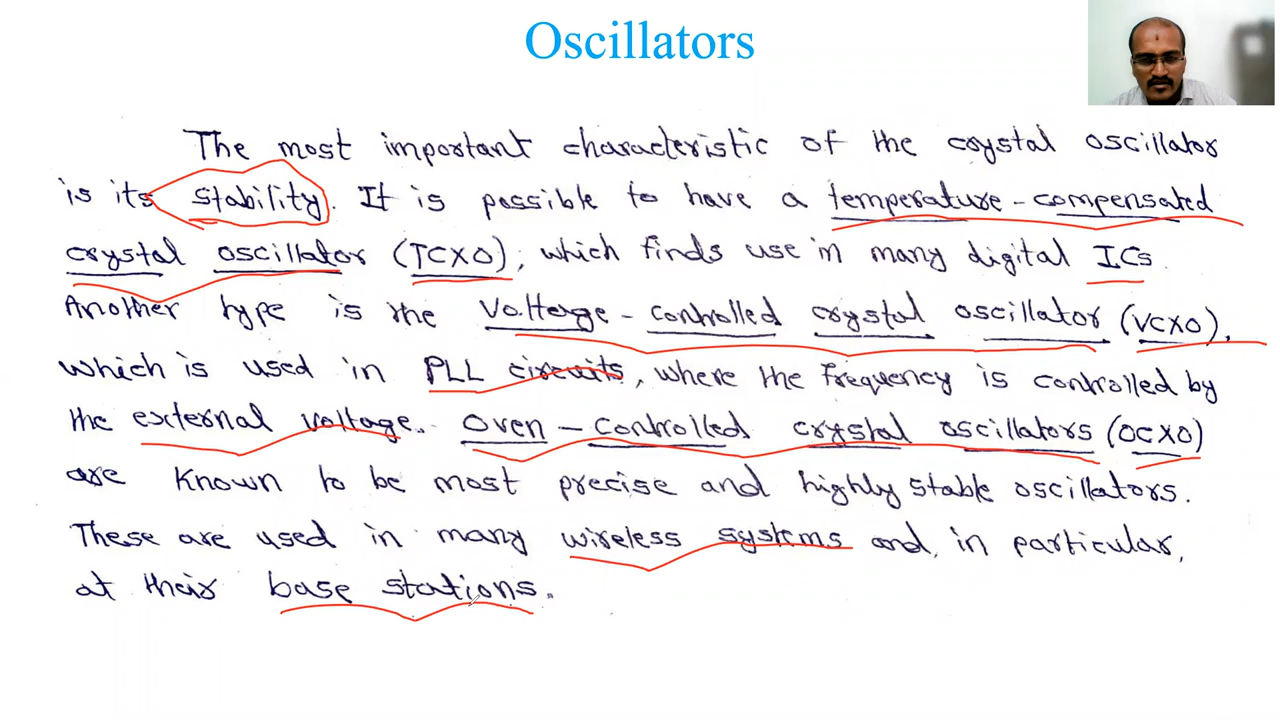 Oscillators
The most important characteristic of the crystal oscillator
is its stability. It is possible to have a temperature-compensated
crystal oscillator (TCXO), which finds use in many digital ICs.
Another type is the Voltage-controlled crystal oscillator (VCXO),
which is used in PLL circuits, where the frequency is controlled by
the external voltage. Oven-controlled crystal oscillators (OCXO)
are known to be most precise and highly stable oscillators.
These are used in many wireless systems and, in particular,
at their base stations.